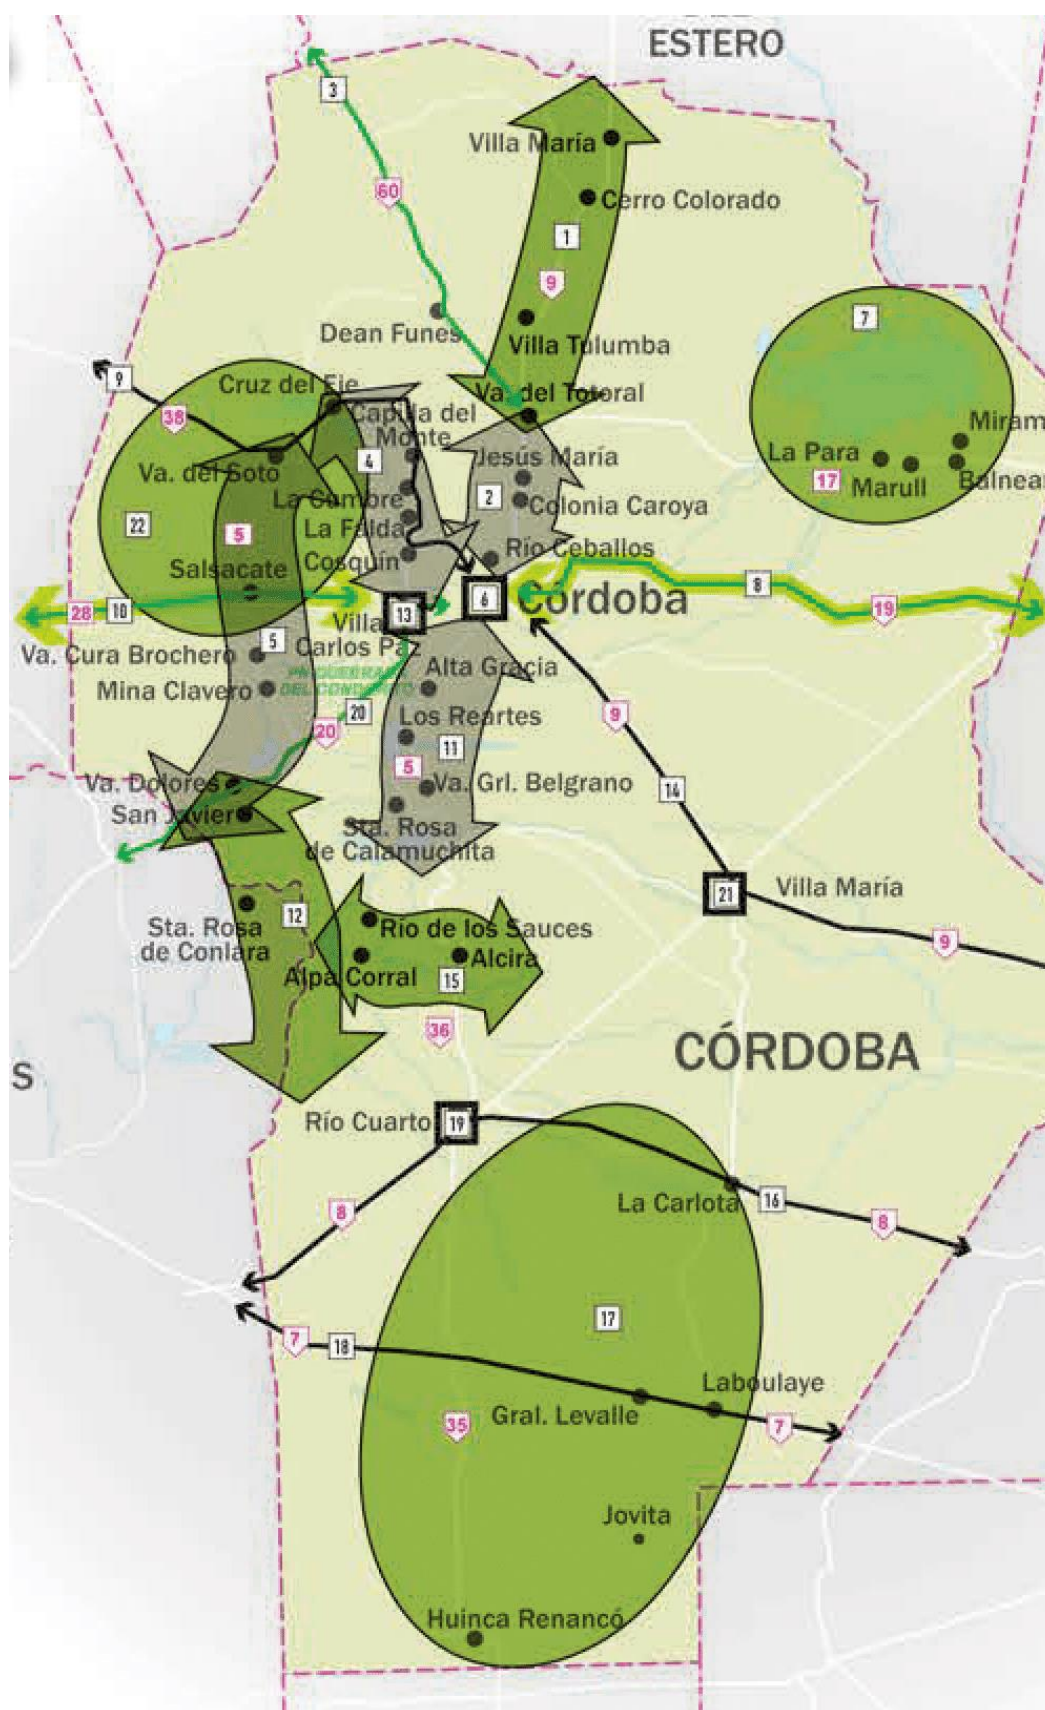 ESTERO
3
Villa María
60
Cerro Colorado
1
9
7
Dean Funes
Villa Tulumba
9
Cruz del Eje
Va. del Totoral
38
Capilla del
Monte
Miram
4
Jesús María
La Para
Va. del Soto
17
Marull
Balnear
La Cumbre
2
Colonia Caroya
22
5
La Falda
Salsacate
Cosquín
Río Ceballos
28
10
6
Córdoba
8
19
13
Villa
Carlos Paz
5
Va. Cura Brochero
Alta Gracia
Mina Clavero
20
Los Reartes
9
20
11
5
Va. Dolores
Va. Grl. Belgrano
14
San Javier
Sta. Rosa
de Calamuchita
21
Villa María
Sta. Rosa
de Conlara
12
Río de los Sauces
9
Alpa Corral
Alcira
15
36
CÓRDOBA
S
Río Cuarto
19
La Carlota
16
8
8
17
7
18
Laboulaye
Gral. Levalle
35
7
Jovita
Huinca Renancó